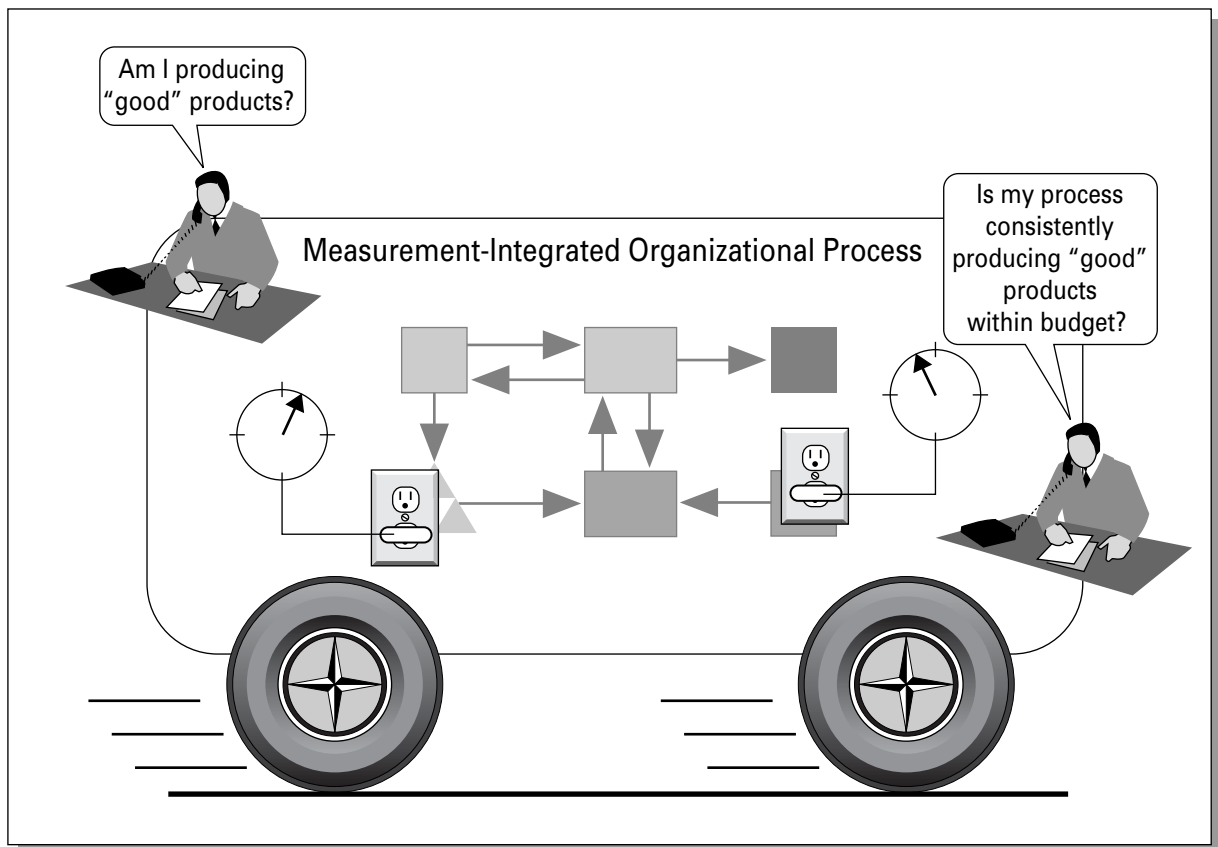 Am I producing
“good” products?
Is my process
consistently
producing “good”
products
within budget?
Measurement-Integrated Organizational Process